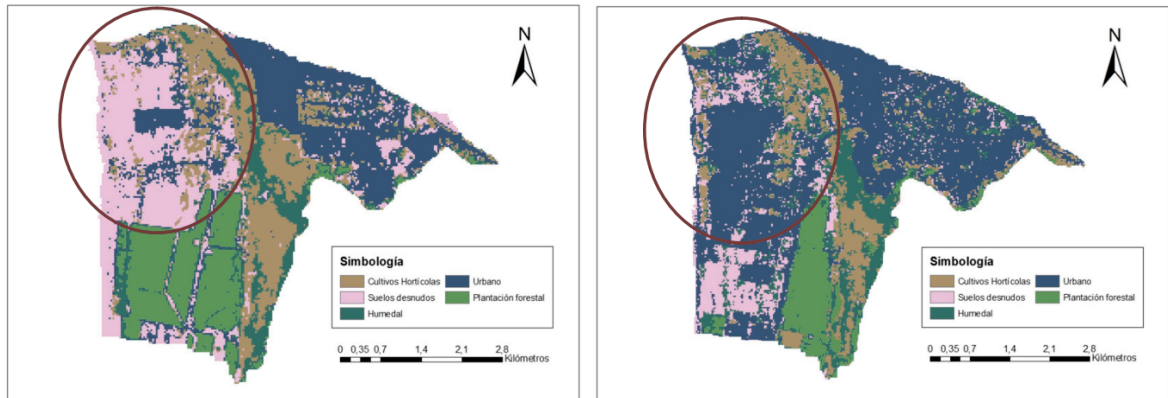 N
Simbología
Cultivos Hortícolas Urbano
Suelos desnudos Plantación forestal
Humedal
0 0,35 0,7 1,4 2,1 2,8
Kilómetros
N
Simbología
Cultivos Hortícolas Urbano
Suelos desnudos Plantación forestal
Humedal
0 0,35 0,7 1,4 2,1 2,8
Kilómetros